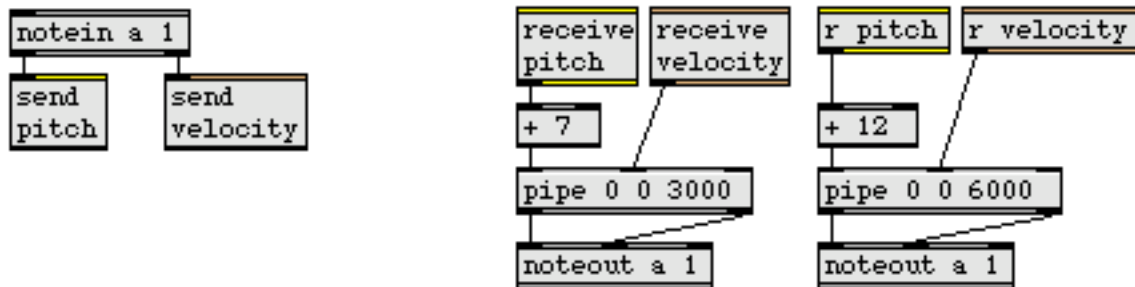 notein a 1
send
pitch
send
velocity
receive
pitch
receive
velocity
+ 7
pipe 0 0 3000
noteout a 1
r pitch
r velocity
+ 12
pipe 0 0 6000
noteout a 1